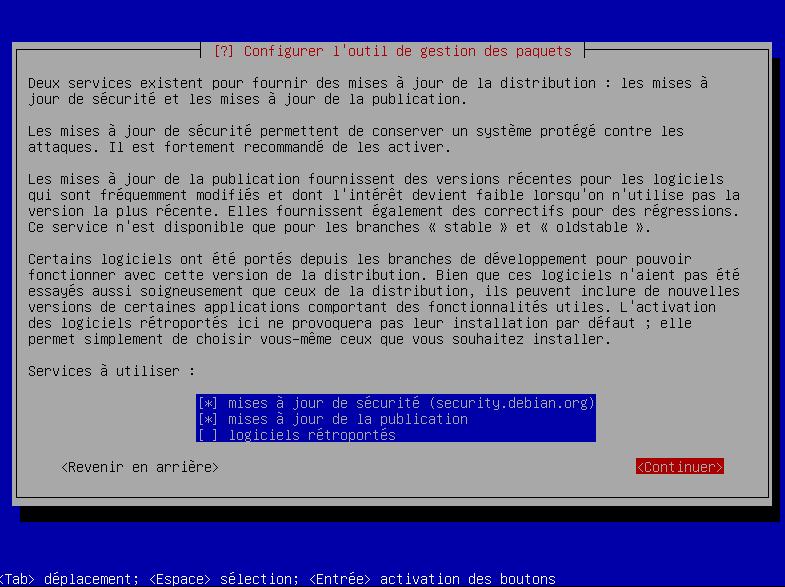 [?] Configurer l'outil de gestion des paquets
Deux services existent pour fournir des mises à jour de la distribution : les mises à
jour de sécurité et les mises à jour de la publication.
Les mises à jour de sécurité permettent de conserver un système protégé contre les
attaques. Il est fortement recommandé de les activer.
Les mises à jour de la publication fournissent des versions récentes pour les logiciels
qui sont fréquemment modifiés et dont l'intérêt devient faible lorsqu'on n'utilise pas la
version la plus récente. Elles fournissent également des correctifs pour des régressions.
Ce service n'est disponible que pour les branches « stable » et « oldstable ».
Certains logiciels ont été portés depuis les branches de développement pour pouvoir
fonctionner avec cette version de la distribution. Bien que ces logiciels n'aient pas été
essayés aussi soigneusement que ceux de la distribution, ils peuvent inclure de nouvelles
versions de certaines applications comportant des fonctionnalités utiles. L'activation
des logiciels rétroportés ici ne provoquera pas leur installation par défaut ; elle
permet simplement de choisir vous-même ceux que vous souhaitez installer.
Services à utiliser :
[*] mises à jour de sécurité (security.debian.org)
[*] mises à jour de la publication
[ ] logiciels rétroportés
<Revenir en arrière> <Continuer>
<Tab> déplacement; <Espace> sélection; <Entrée> activation des boutons